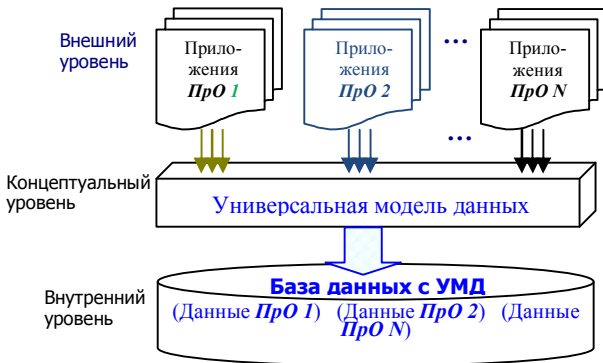 Внешний
уровень
Прило-
жения
ПрО 1
Прило-
жения
ПрО 2
...
Прило-
жения
ПрО N
...
Концептуальный
уровень
Универсальная модель данных
Внутренний
уровень
База данных с УМД
(Данные ПрО 1) (Данные ПрО 2) (Данные
ПрО N)